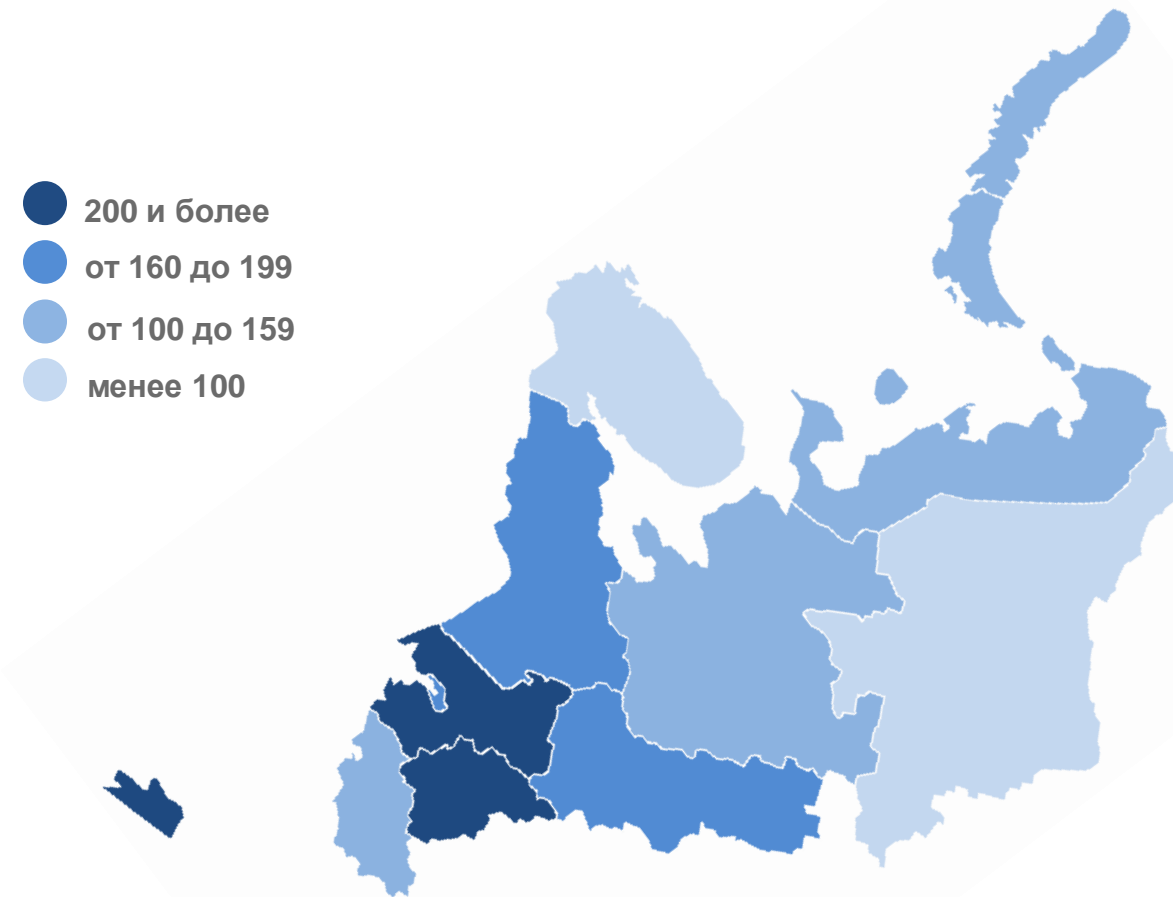 200 и более
от 160 до 199
от 100 до 159
менее 100